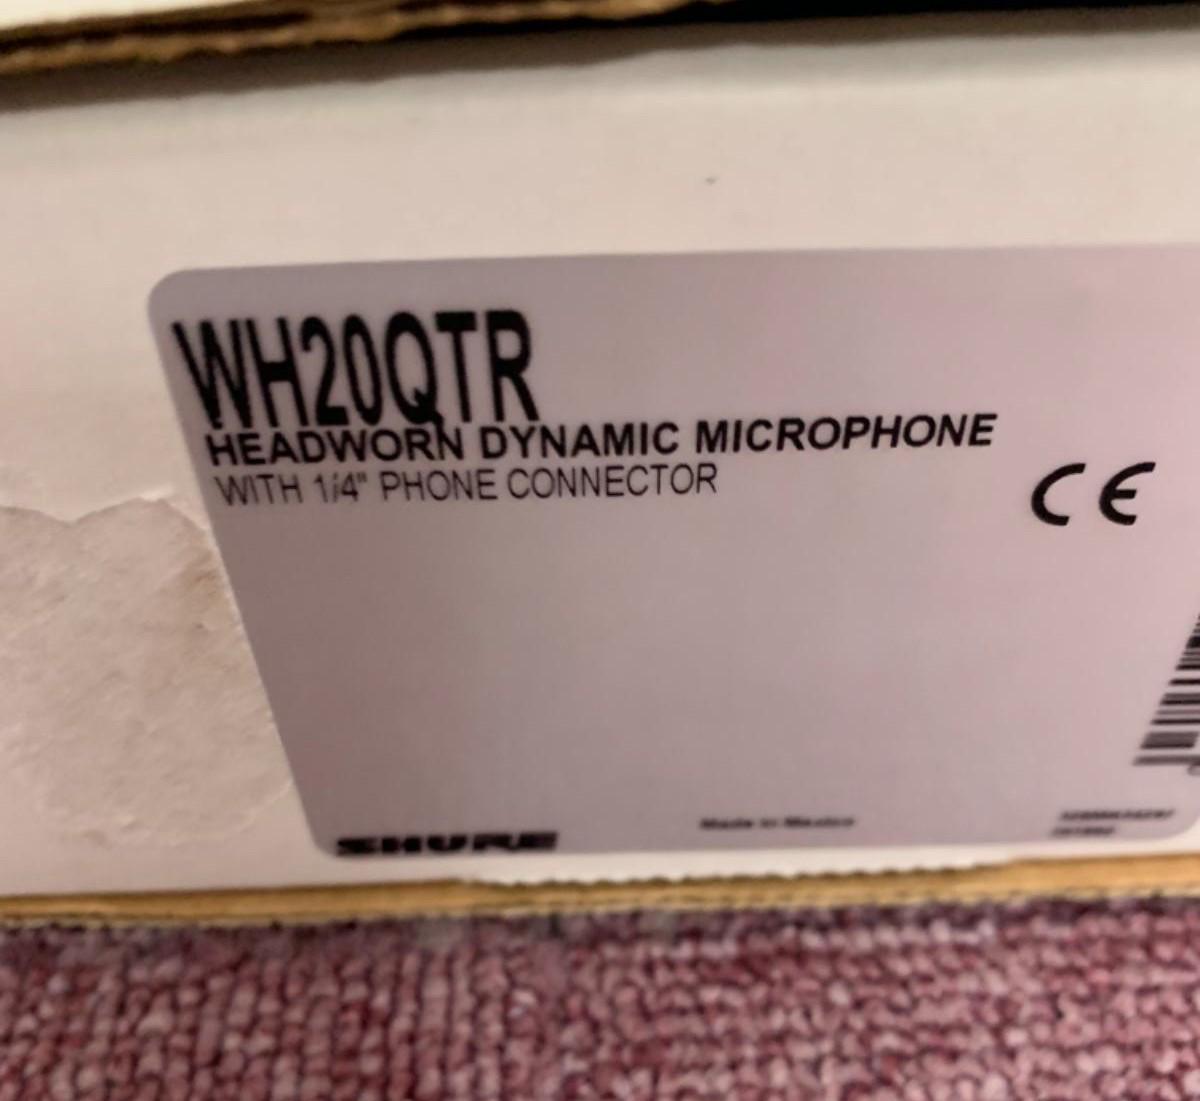 WH20QTR
HEADWORN DYNAMIC MICROPHONE
WITH 1/4" PHONE CONNECTOR
CE
SHURE
Made in Mexico